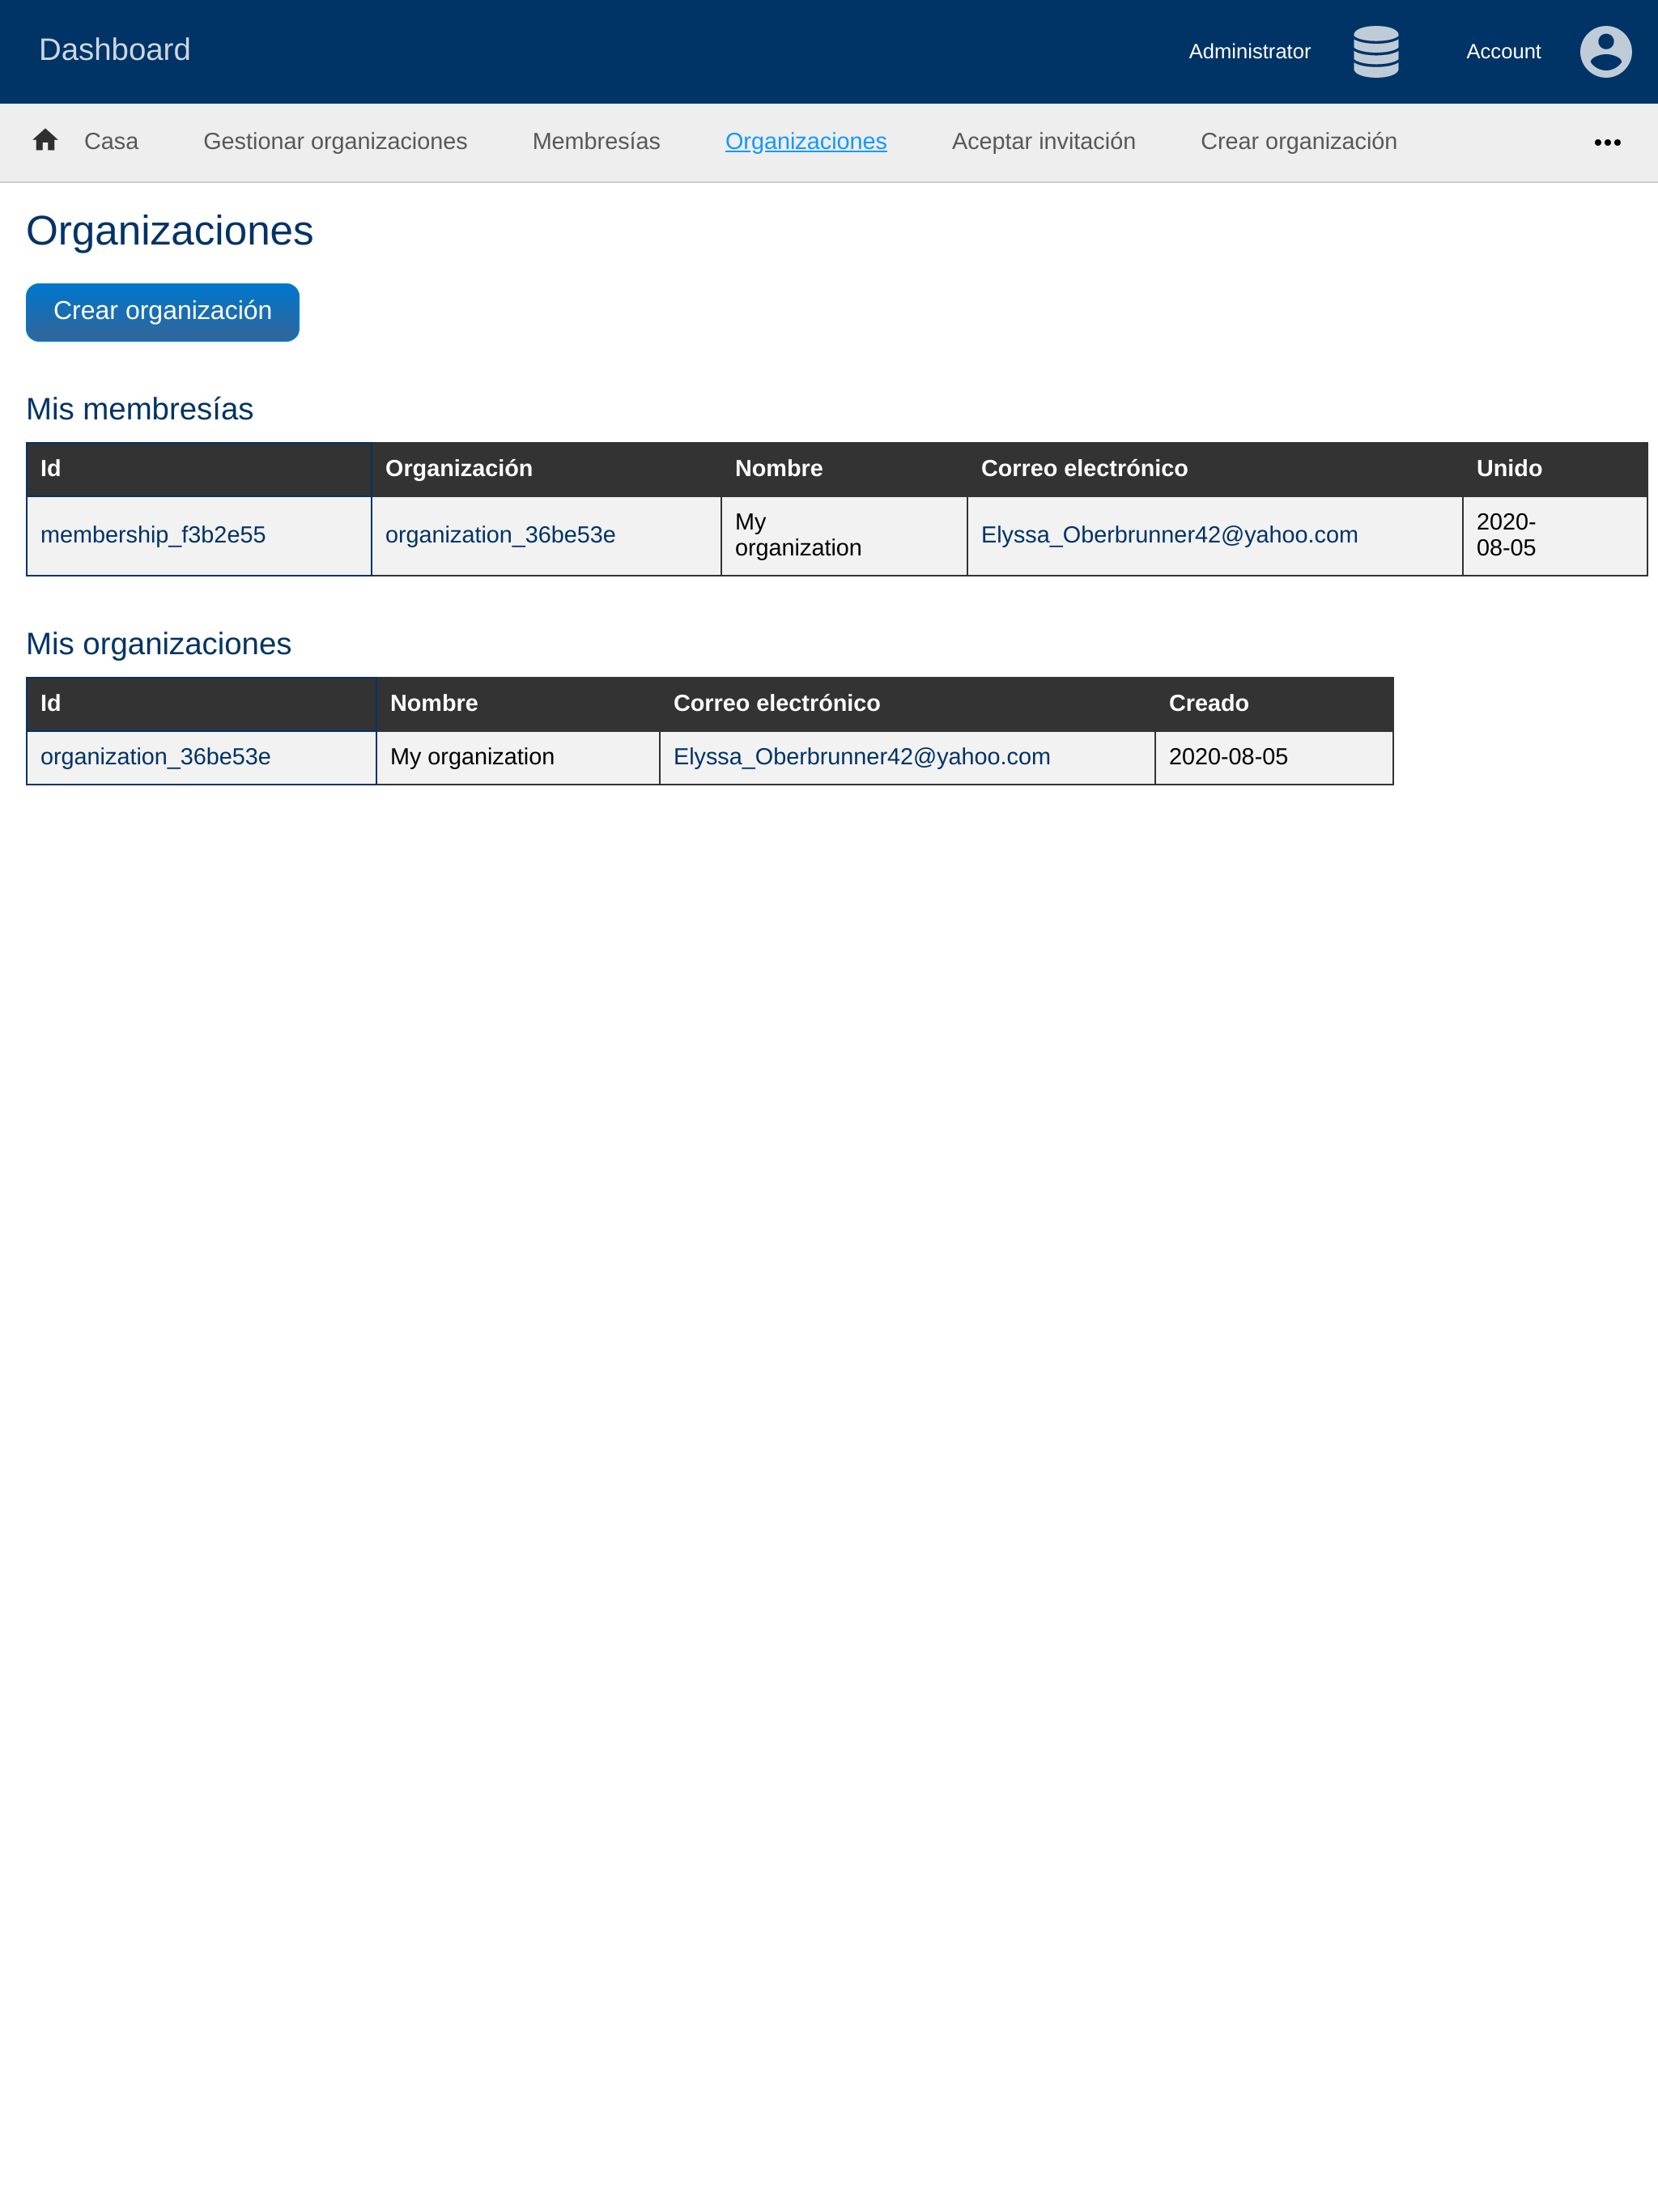 Dashboard
Administrator
Account
Casa
Gestionar organizaciones
Membresías
Organizaciones
Aceptar invitación
Crear organización
Organizaciones
Crear organización
Mis membresías
Id Organización Nombre Correo electrónico Unido
membership_f3b2e55 organization_36be53e My organization Elyssa_Oberbrunner42@yahoo.com 2020-08-05
Mis organizaciones
Id Nombre Correo electrónico Creado
organization_36be53e My organization Elyssa_Oberbrunner42@yahoo.com 2020-08-05